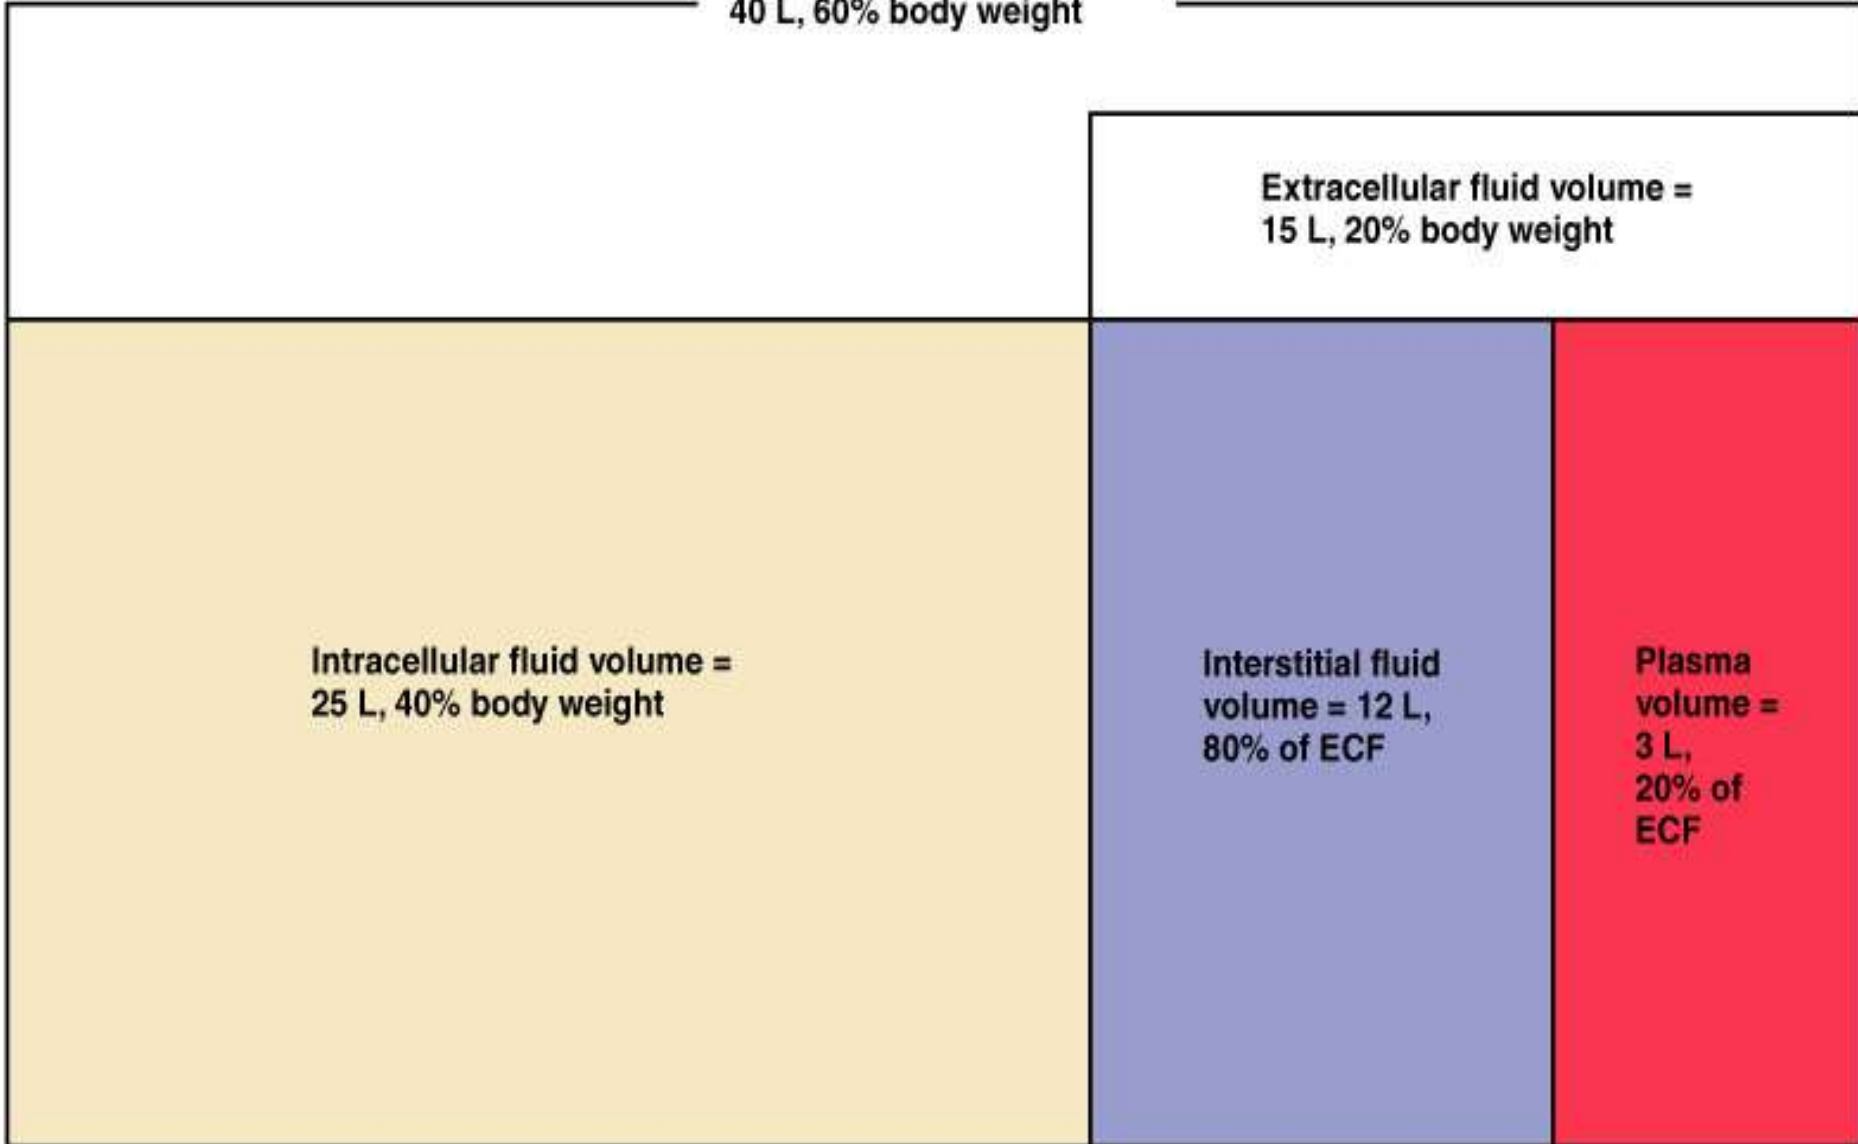 40 L, 60% body weight
Extracellular fluid volume =
15 L, 20% body weight
Intracellular fluid volume =
25 L, 40% body weight
Interstitial fluid
volume = 12 L,
80% of ECF
Plasma
volume =
3 L,
20% of
ECF